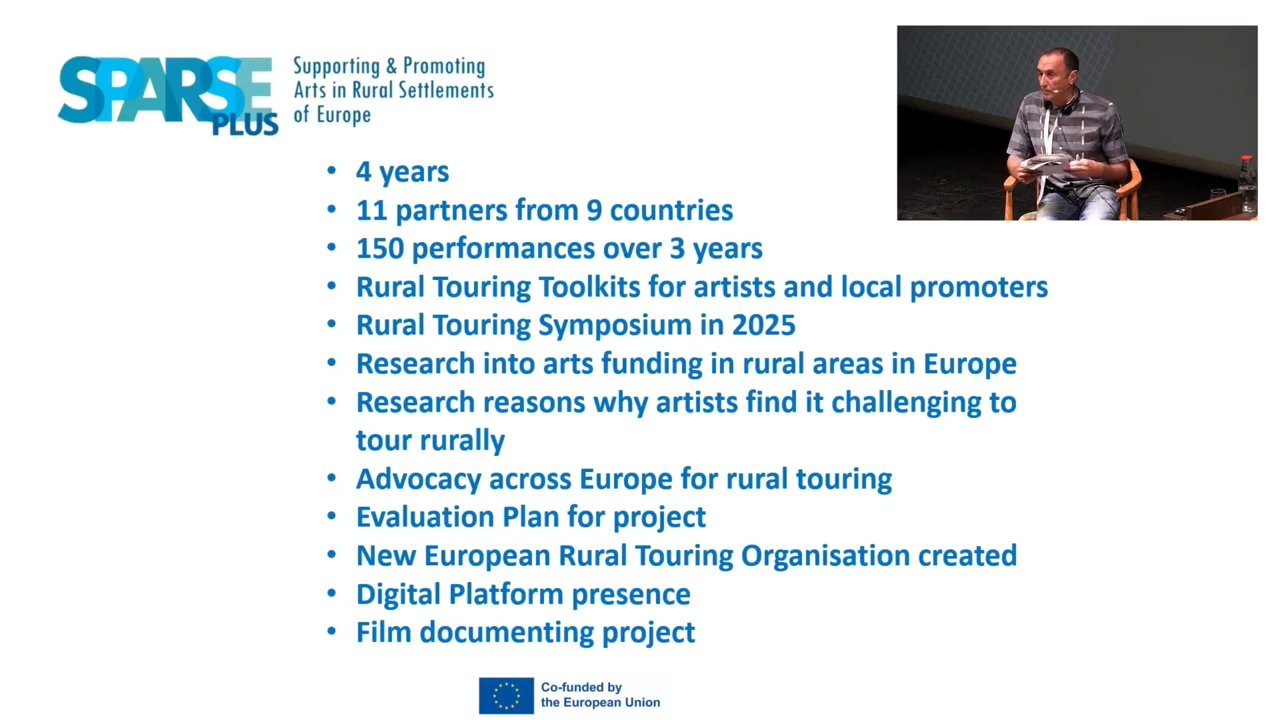 SPARSE PLUS
Supporting & Promoting
Arts in Rural Settlements
of Europe
• 4 years
• 11 partners from 9 countries
• 150 performances over 3 years
• Rural Touring Toolkits for artists and local promoters
• Rural Touring Symposium in 2025
• Research into arts funding in rural areas in Europe
• Research reasons why artists find it challenging to
tour rurally
• Advocacy across Europe for rural touring
• Evaluation Plan for project
• New European Rural Touring Organisation created
• Digital Platform presence
• Film documenting project
Co-funded by
the European Union